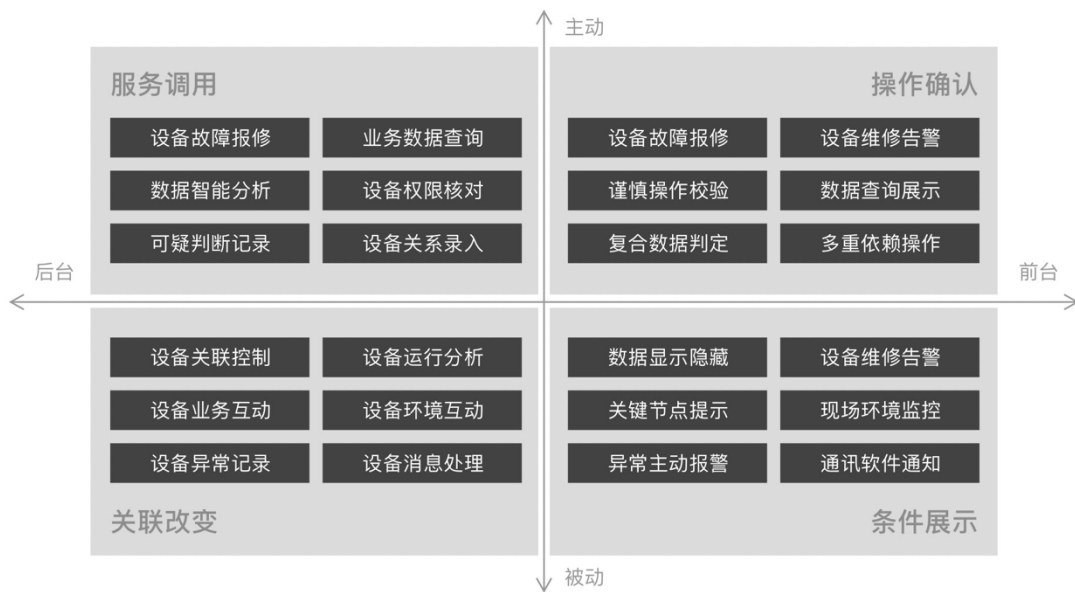 主动
服务调用
操作确认
设备故障报修
业务数据查询
设备故障报修
设备维修告警
数据智能分析
设备权限核对
谨慎操作校验
数据查询展示
可疑判断记录
设备关系录入
复合数据判定
多重依赖操作
后台
前台
设备关联控制
设备运行分析
数据显示隐藏
设备维修告警
设备业务互动
设备环境互动
关键节点提示
现场环境监控
设备异常记录
设备消息处理
异常主动报警
通讯软件通知
关联改变
条件展示
被动